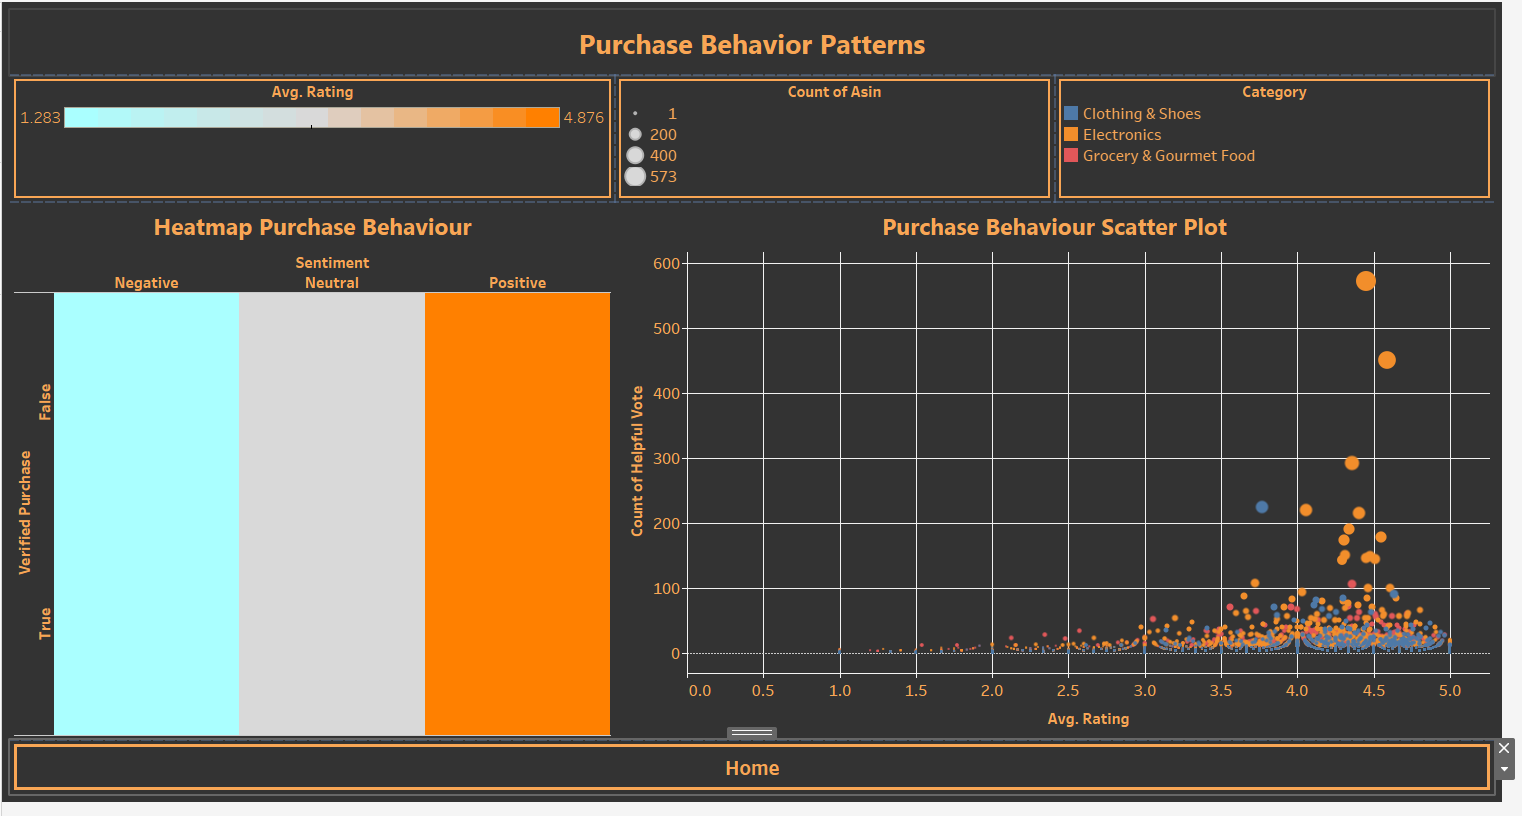 Purchase Behavior Patterns
Avg. Rating
1.283 4.876
Count of Asin
1
200
400
573
Category
Clothing & Shoes
Electronics
Grocery & Gourmet Food
Heatmap Purchase Behaviour
Sentiment
Negative Neutral Positive
Verified Purchase
False
True
Purchase Behaviour Scatter Plot
Count of Helpful Vote
600
500
400
300
200
100
0
0.0 0.5 1.0 1.5 2.0 2.5 3.0 3.5 4.0 4.5 5.0
Avg. Rating
Home